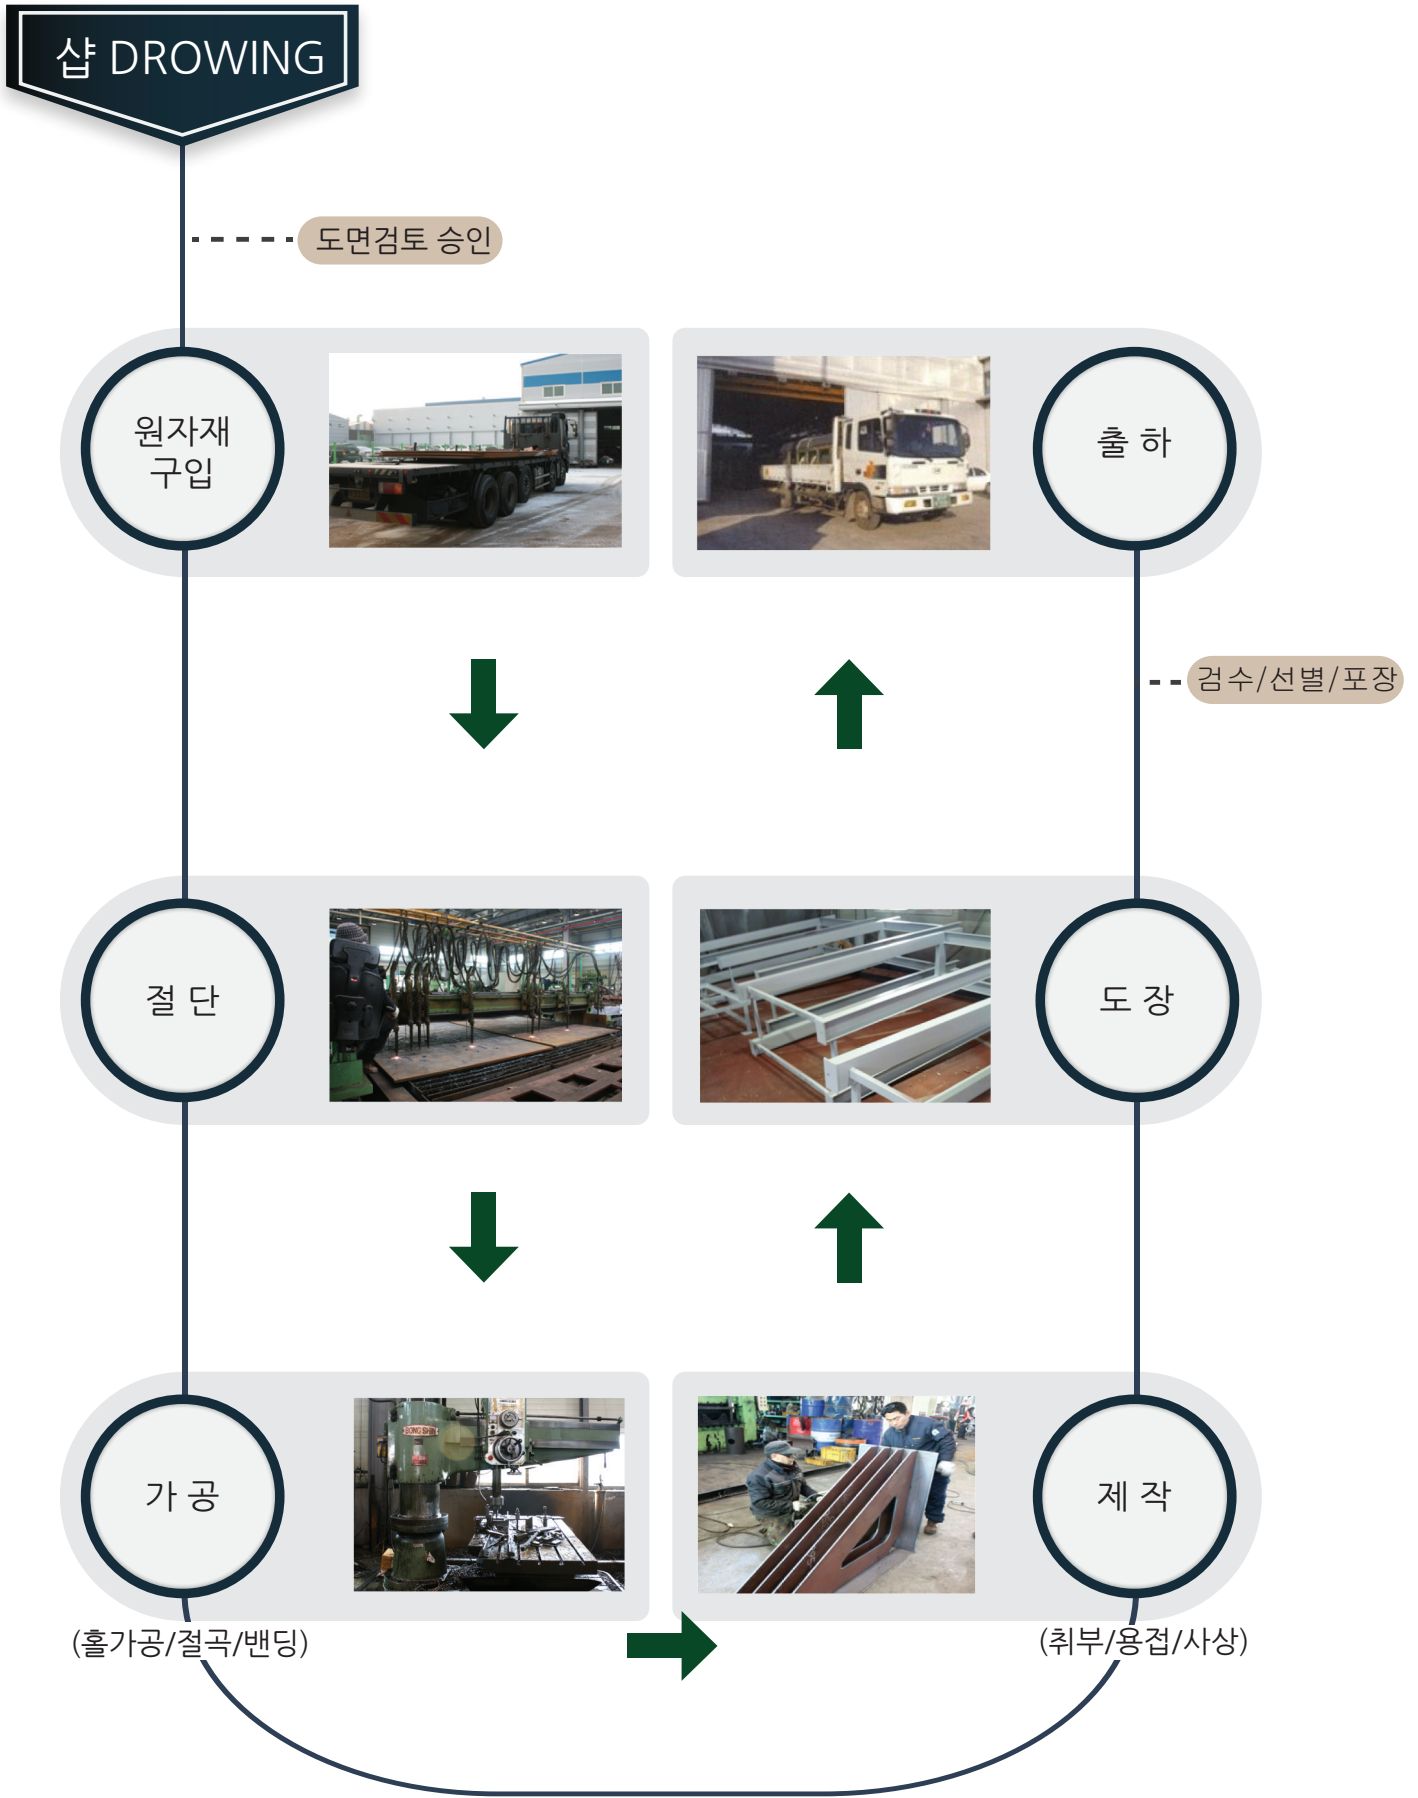 샵 DROWING
도면검토 승인
원자재
구입
출 하
검수/선별/포장
절 단
도 장
BONG SHIN
가 공
제 작
(홀가공/절곡/밴딩)
(취부/용접/사상)